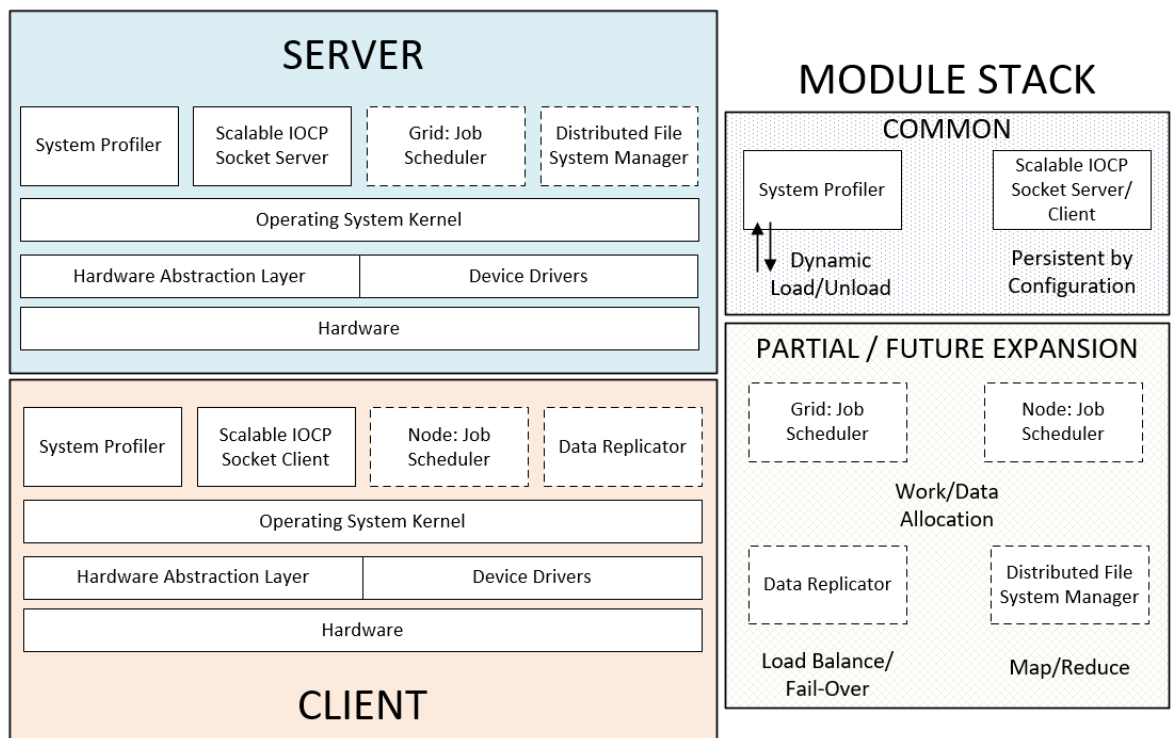 SERVER
System Profiler
Scalable IOCP
Socket Server
Grid: Job
Scheduler
Distributed File
System Manager
Operating System Kernel
Hardware Abstraction Layer
Device Drivers
Hardware
System Profiler
Scalable IOCP
Socket Client
Node: Job
Scheduler
Data Replicator
Operating System Kernel
Hardware Abstraction Layer
Device Drivers
Hardware
CLIENT
MODULE STACK
COMMON
System Profiler
Scalable IOCP
Socket Server/
Client
Dynamic
Load/Unload
Persistent by
Configuration
PARTIAL / FUTURE EXPANSION
Grid: Job
Scheduler
Node: Job
Scheduler
Work/Data
Allocation
Data Replicator
Distributed File
System Manager
Load Balance/
Fail-Over
Map/Reduce